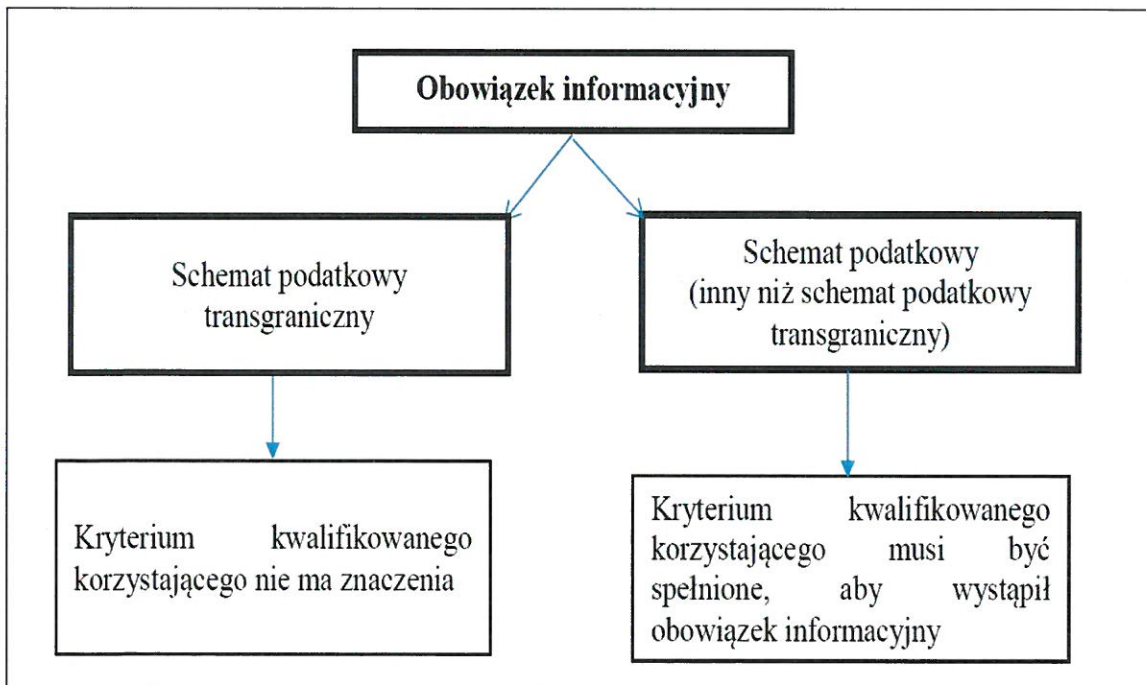 Obowiązek informacyjny
Schemat podatkowy
transgraniczny
Schemat podatkowy
(inny niż schemat podatkowy
transgraniczny)
Kryterium kwalifikowanego
korzystającego nie ma znaczenia
Kryterium kwalifikowanego
korzystającego musi być
spełnione, aby wystąpił
obowiązek informacyjny